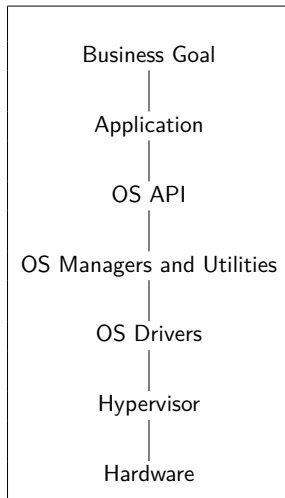 Business Goal
Application
OS API
OS Managers and Utilities
OS Drivers
Hypervisor
Hardware